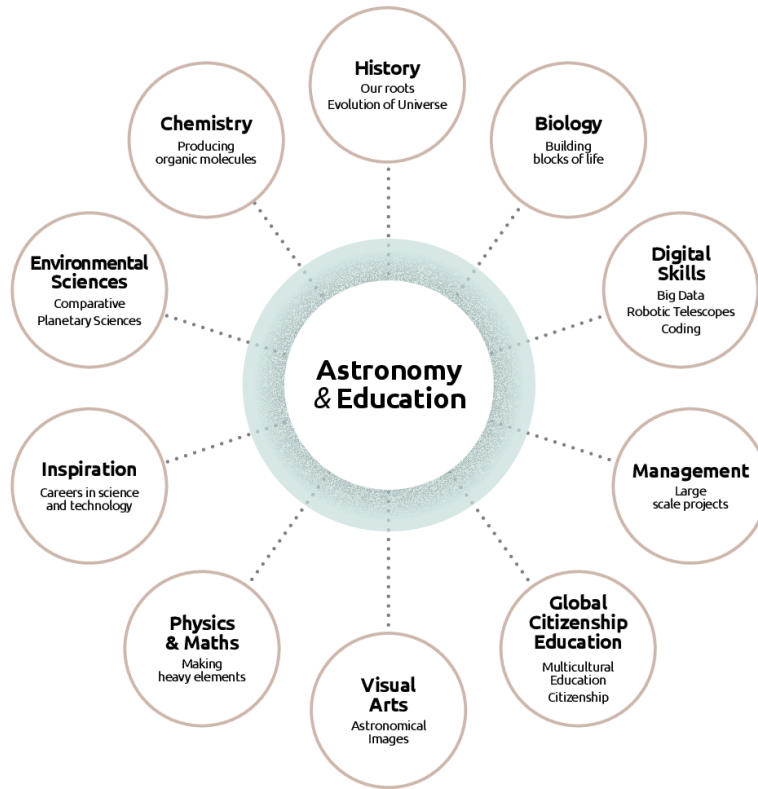 History
Our roots
Evolution of Universe
Chemistry
Producing
organic molecules
Biology
Building
blocks of life
Environmental
Sciences
Comparative
Planetary Sciences
Digital
Skills
Big Data
Robotic Telescopes
Coding
Astronomy
& Education
Inspiration
Careers in science
and technology
Management
Large
scale projects
Physics
& Maths
Making
heavy elements
Global
Citizenship
Education
Multicultural
Education
Citizenship
Visual
Arts
Astronomical
Images